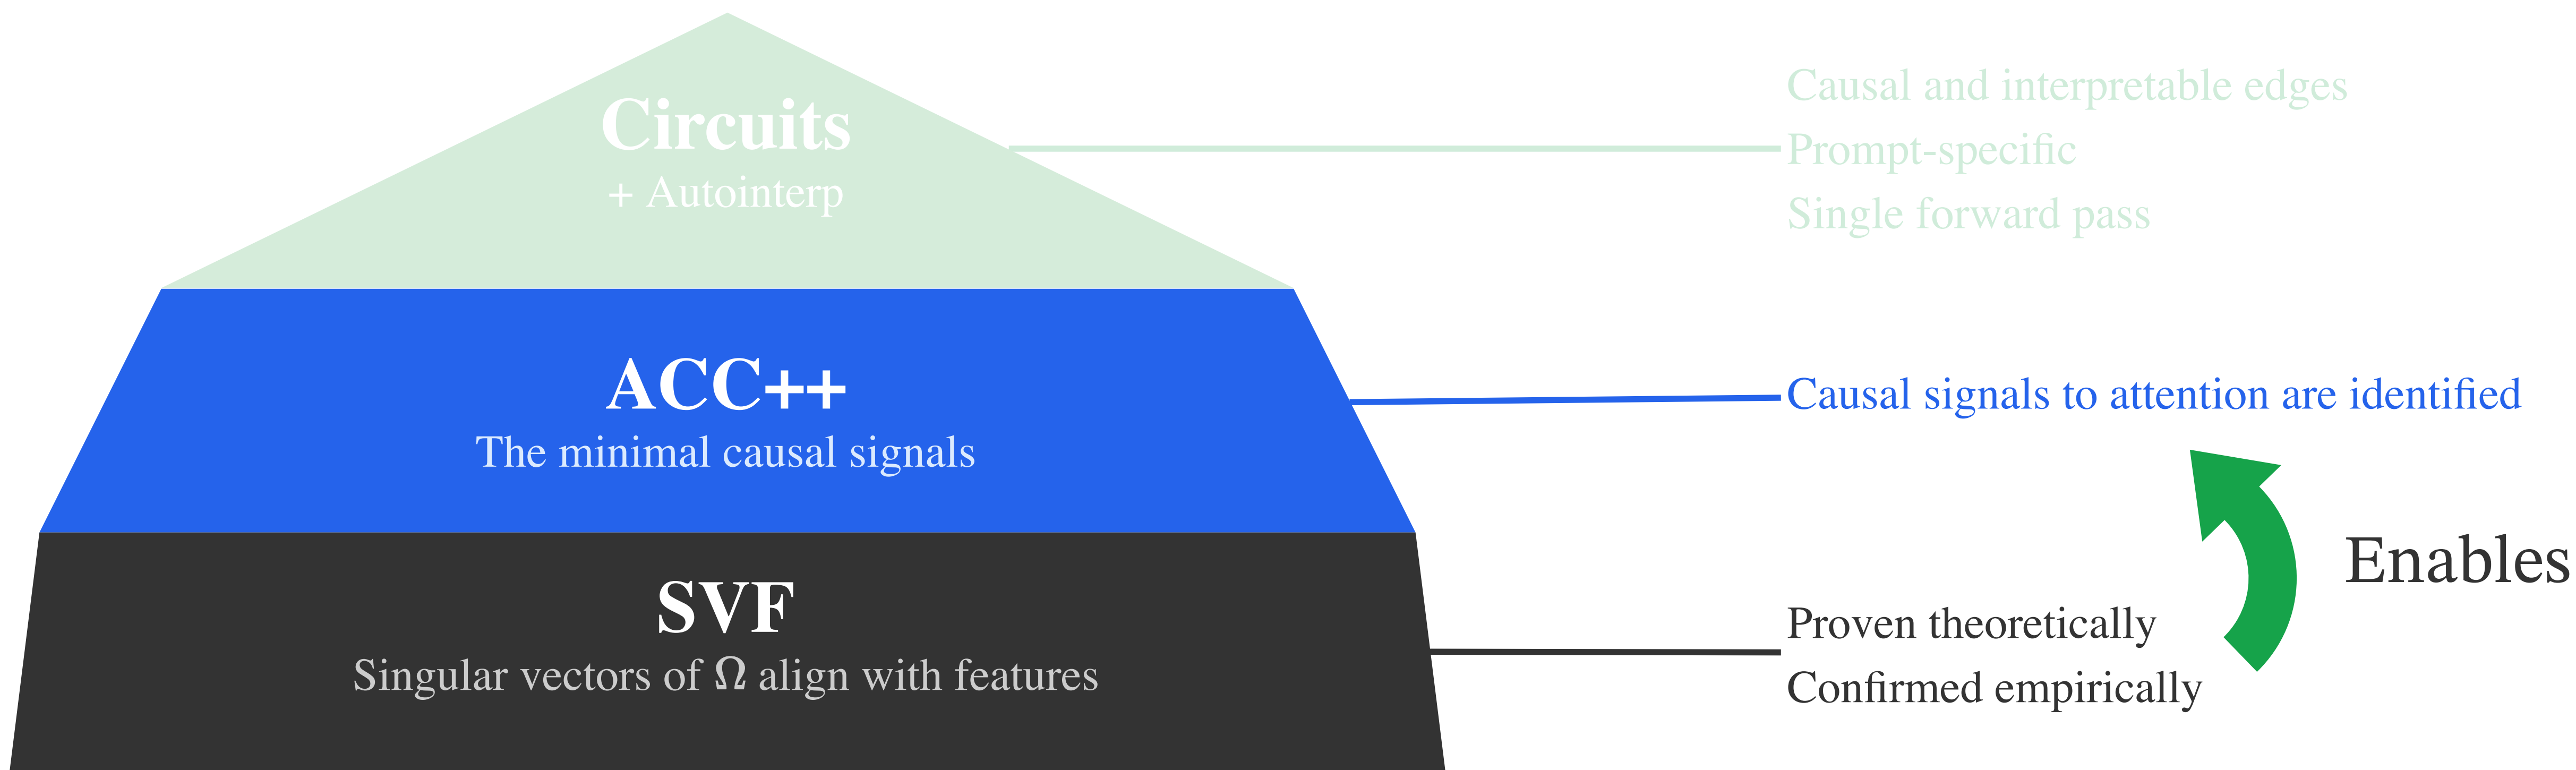 Circuits
+ Autointerp
Causal and interpretable edges
Prompt-specific
Single forward pass
ACC++
The minimal causal signals
Causal signals to attention are identified
Enables
SVF
Singular vectors of Ω align with features
Proven theoretically
Confirmed empirically